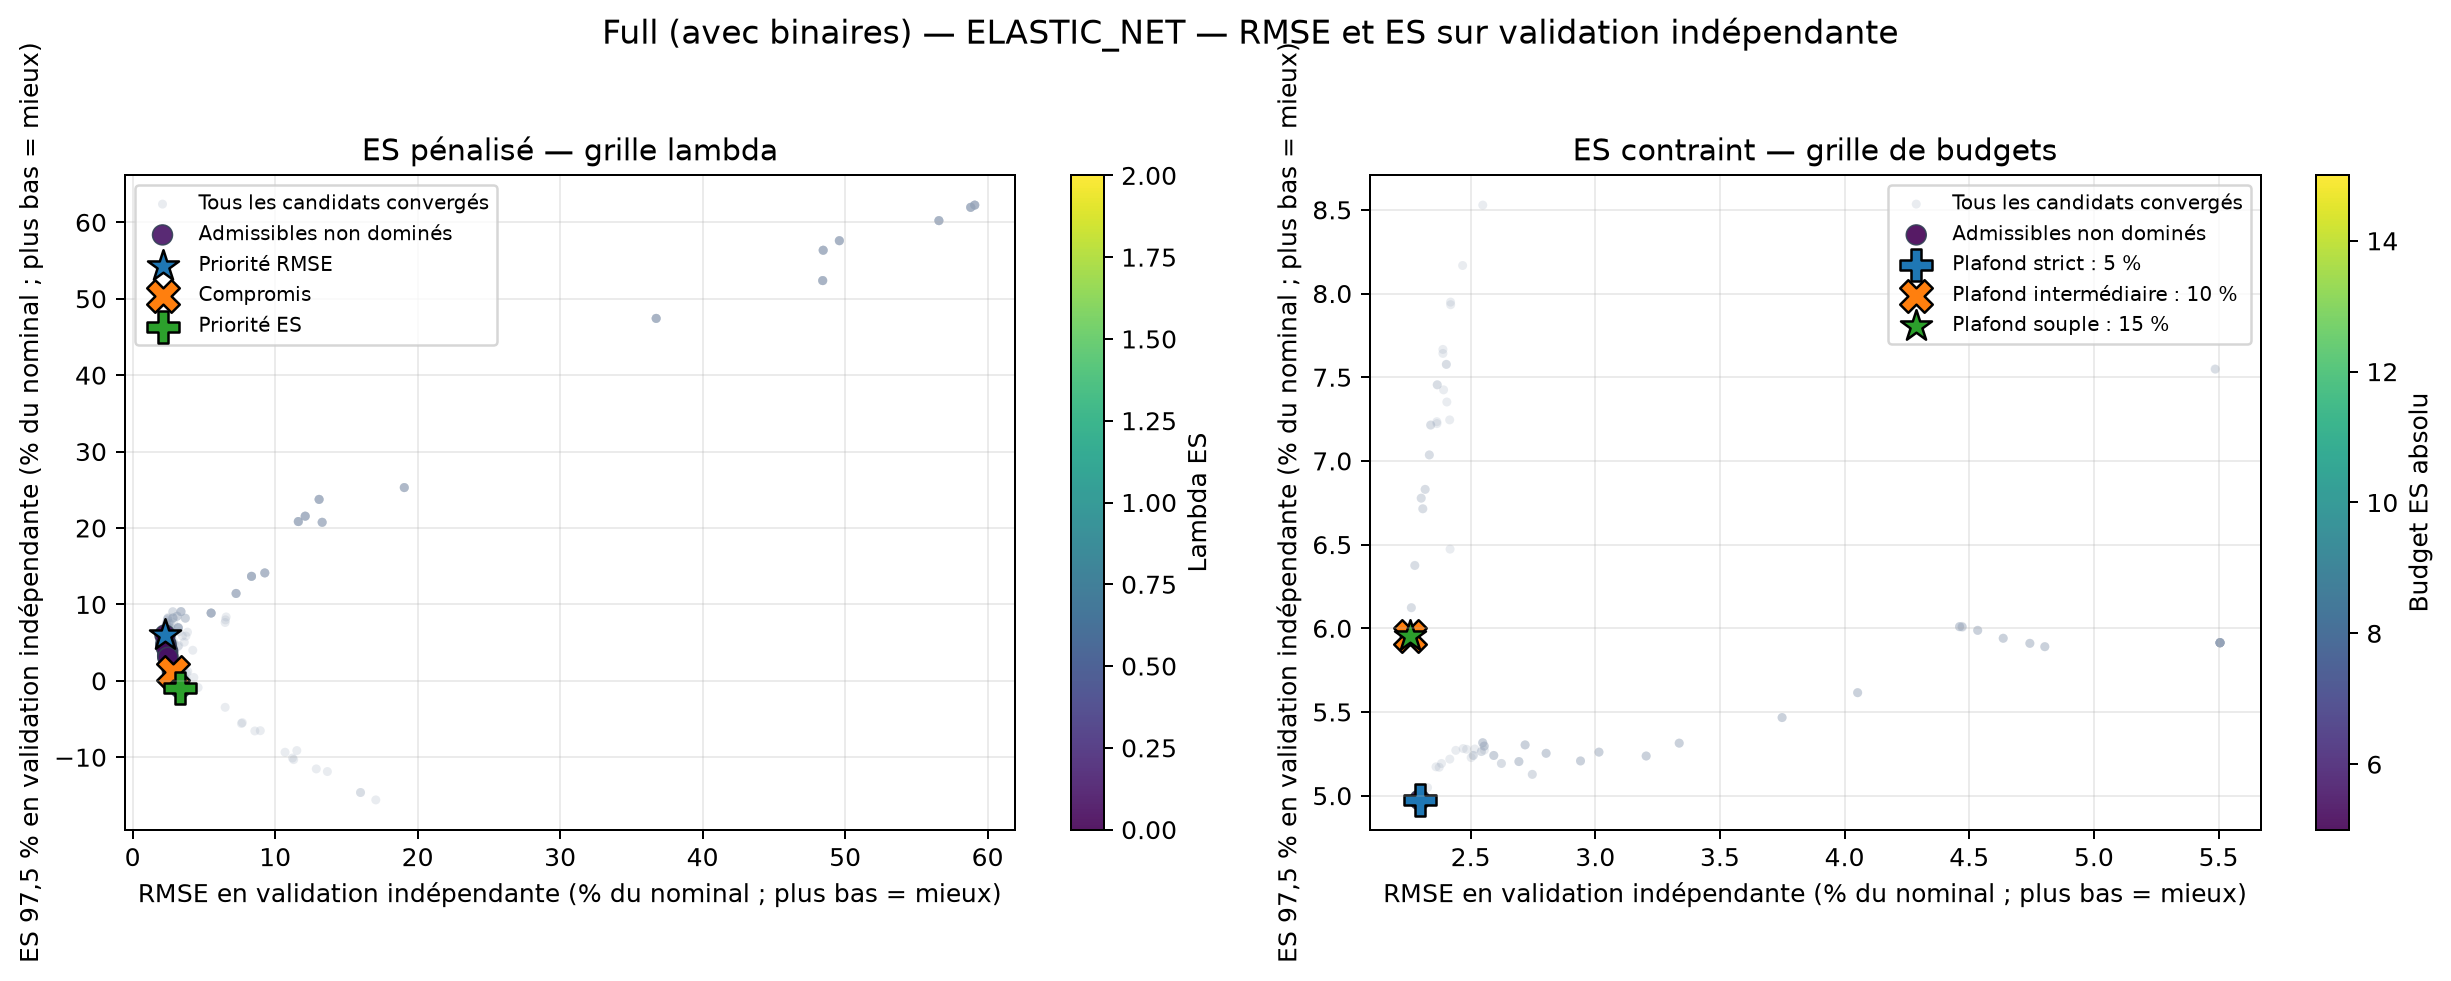 Full (avec binaires) — ELASTIC_NET — RMSE et ES sur validation indépendante
ES pénalisé — grille lambda
ES 97,5 % en validation indépendante (% du nominal ; plus bas = mieux)
60
50
40
30
20
10
0
−10
Tous les candidats convergés
Admissibles non dominés
Priorité RMSE
Compromis
Priorité ES
0
10
20
30
40
50
60
RMSE en validation indépendante (% du nominal ; plus bas = mieux)
2.00
1.75
1.50
1.25
1.00
0.75
0.50
0.25
0.00
Lambda ES
ES contraint — grille de budgets
ES 97,5 % en validation indépendante (% du nominal ; plus bas = mieux)
8.5
8.0
7.5
7.0
6.5
6.0
5.5
5.0
Tous les candidats convergés
Admissibles non dominés
Plafond strict : 5 %
Plafond intermédiaire : 10 %
Plafond souple : 15 %
2.5
3.0
3.5
4.0
4.5
5.0
5.5
RMSE en validation indépendante (% du nominal ; plus bas = mieux)
14
12
10
8
6
Budget ES absolu